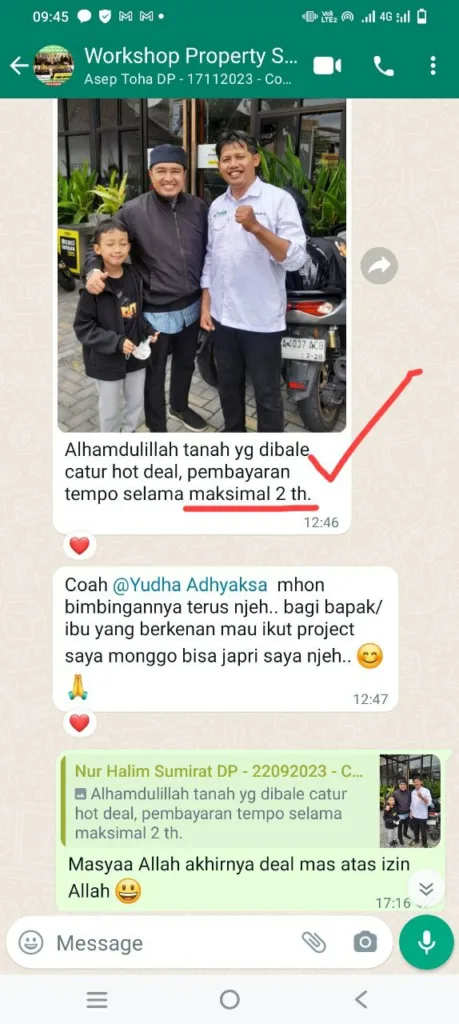 09:45
Vo)
LTE2
4G
Workshop Property S...
Asep Toha DP - 17112023 - Co...
Alhamdulillah tanah yg dibale
catur hot deal, pembayaran
tempo selama maksimal 2 th.
12:46
❤️
Coah @Yudha Adhyaksa mhon
bimbingannya terus njeh.. bagi bapak/
ibu yang berkenan mau ikut project
saya monggo bisa japri saya njeh.. 😊
🙏
12:47
❤️
Nur Halim Sumirat DP - 22092023 - C...
Alhamdulillah tanah yg dibale catur
hot deal, pembayaran tempo selama
maksimal 2 th.
Masyaa Allah akhirnya deal mas atas izin
Allah 😃
17:16
Message